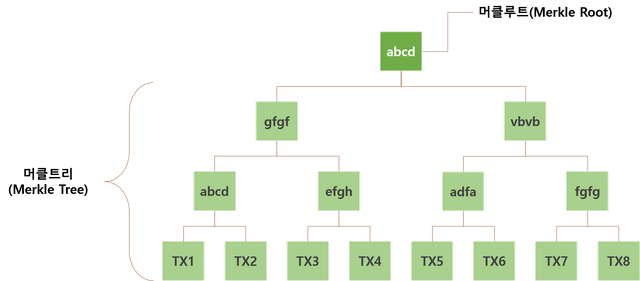 머클루트(Merkle Root)
abcd
gfgf
vbvb
머클트리
(Merkle Tree)
abcd
efgh
adfa
fgfg
TX1
TX2
TX3
TX4
TX5
TX6
TX7
TX8